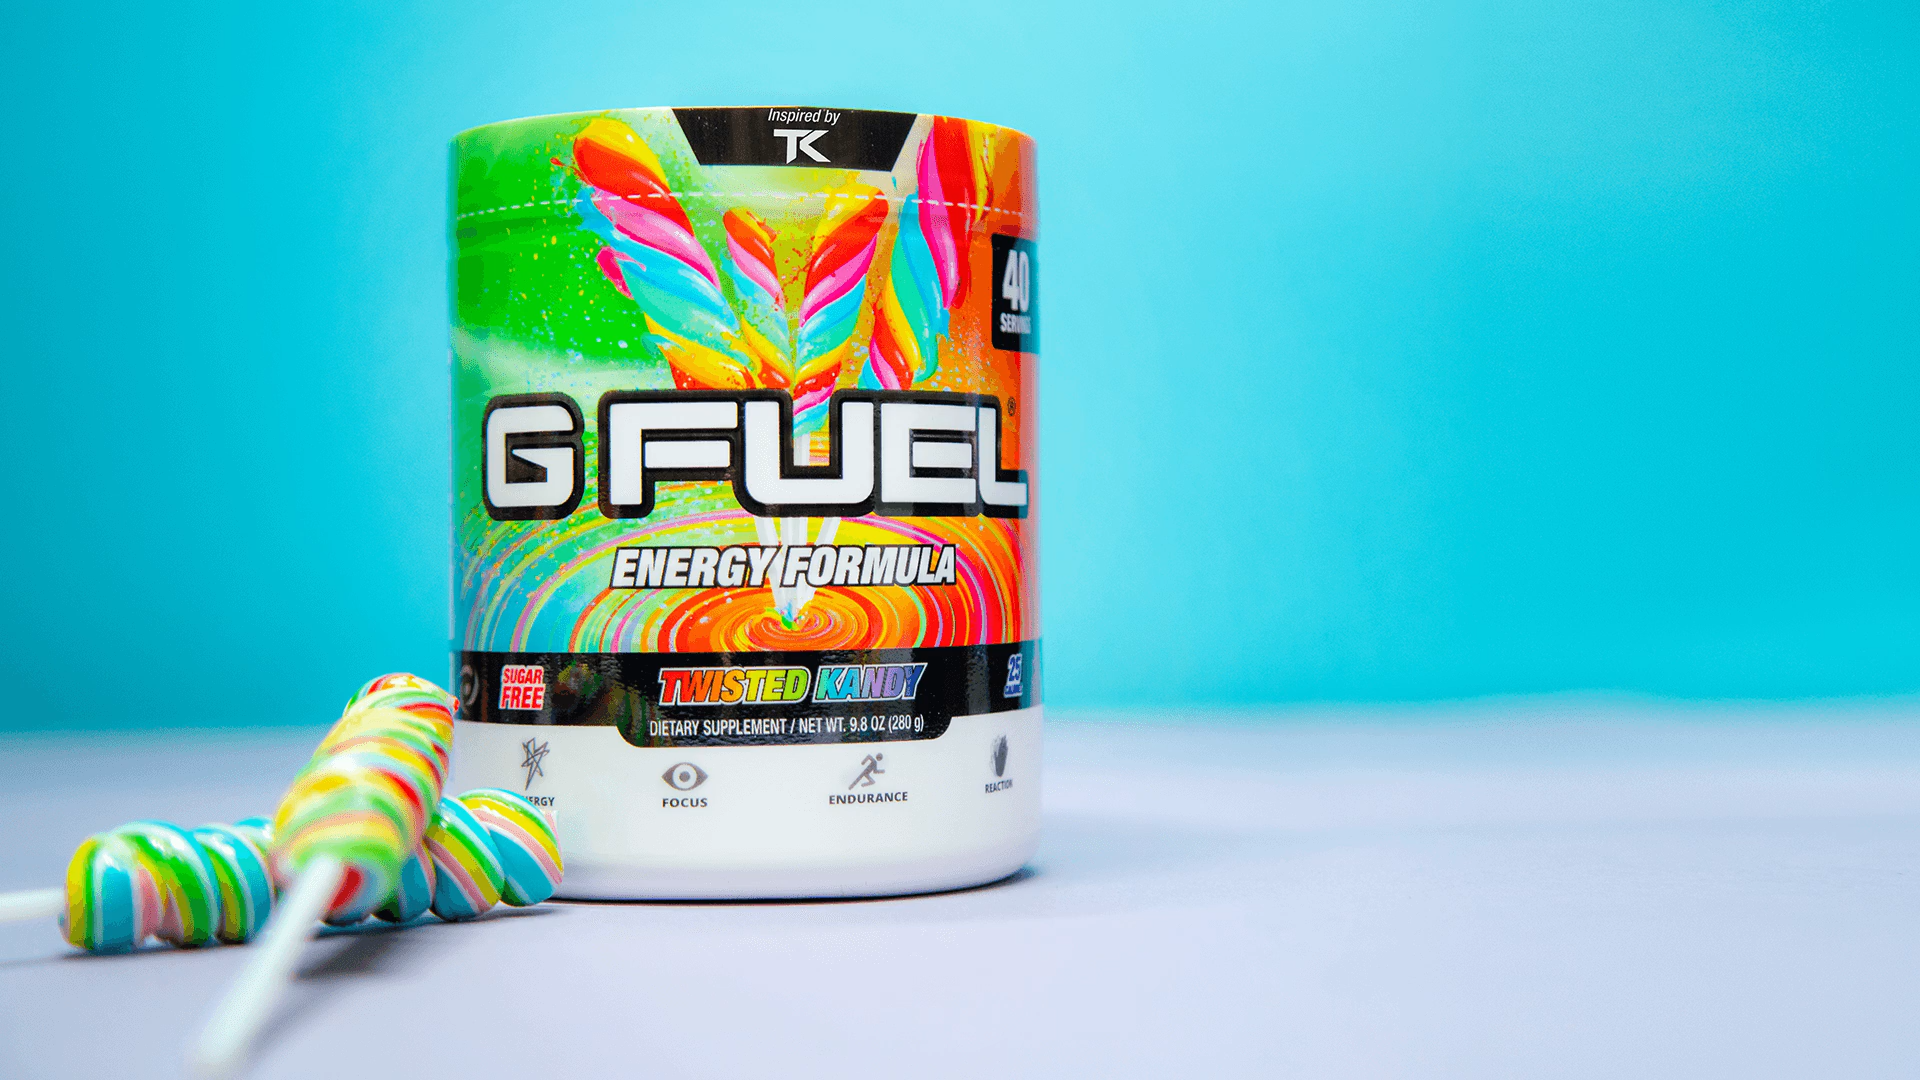 Inspired by
TK
40
G FUEL®
ENERGY FORMULA
SUGAR
FREE
TWISTED KANDY
25
CALORIES
DIETARY SUPPLEMENT / NET WT. 9.8 OZ (280 g)
FOCUS
ENDURANCE
REACTION